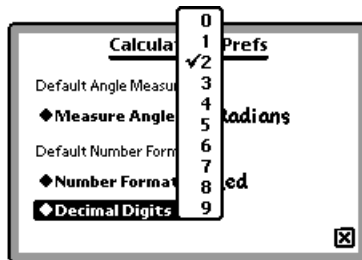 Calcula Prefs
Default Angle Measu
◆Measure Angle Radians
Default Number Form
◆Number Format ed
◆Decimal Digits
0
1
✓2
3
4
5
6
7
8
9